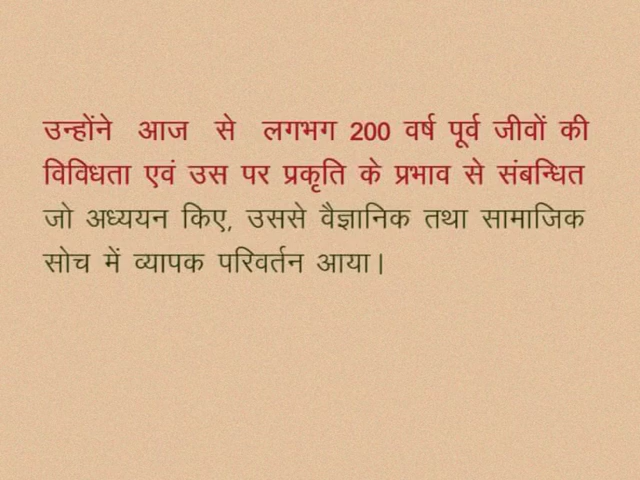 उन्होंने आज से लगभग 200 वर्ष पूर्व जीवों की
विविधता एवं उस पर प्रकृति के प्रभाव से संबन्धित
जो अध्ययन किए, उससे वैज्ञानिक तथा सामाजिक
सोच में व्यापक परिवर्तन आया।